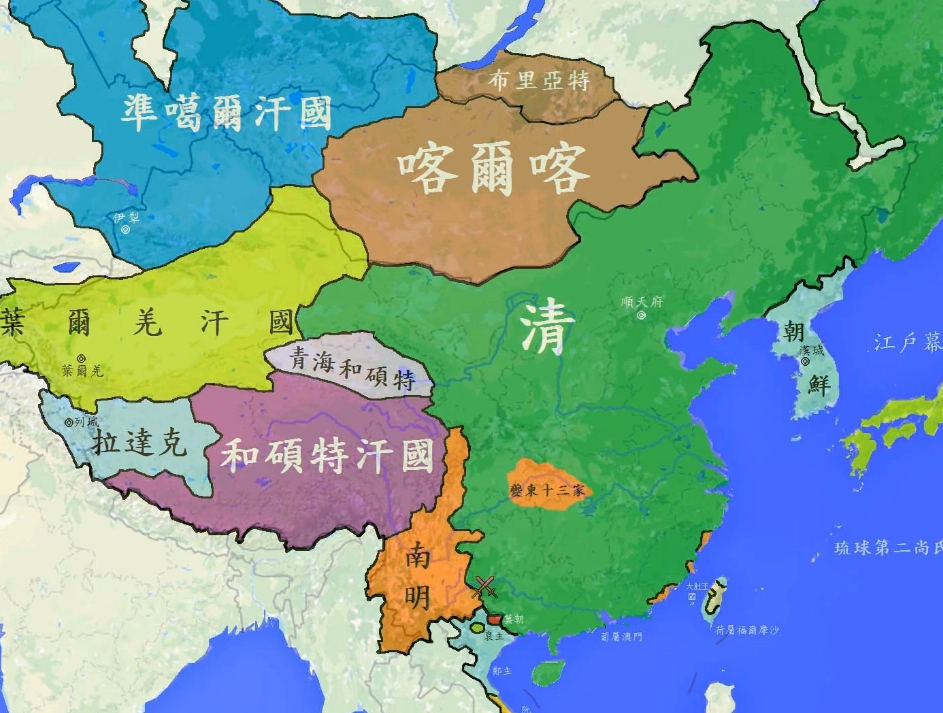 布里亞特
準噶爾汗國
喀爾喀
伊犁
葉爾羌汗國
順天府
清
朝鮮
漢城
江戶幕
青海和碩特
葉爾羌
列城
拉達克
和碩特汗國
夔東十三家
南明
琉球第二尚氏
大肚王
莫朝
荷屬福爾摩沙
葡屬澳門
衰主
鄭主
阮